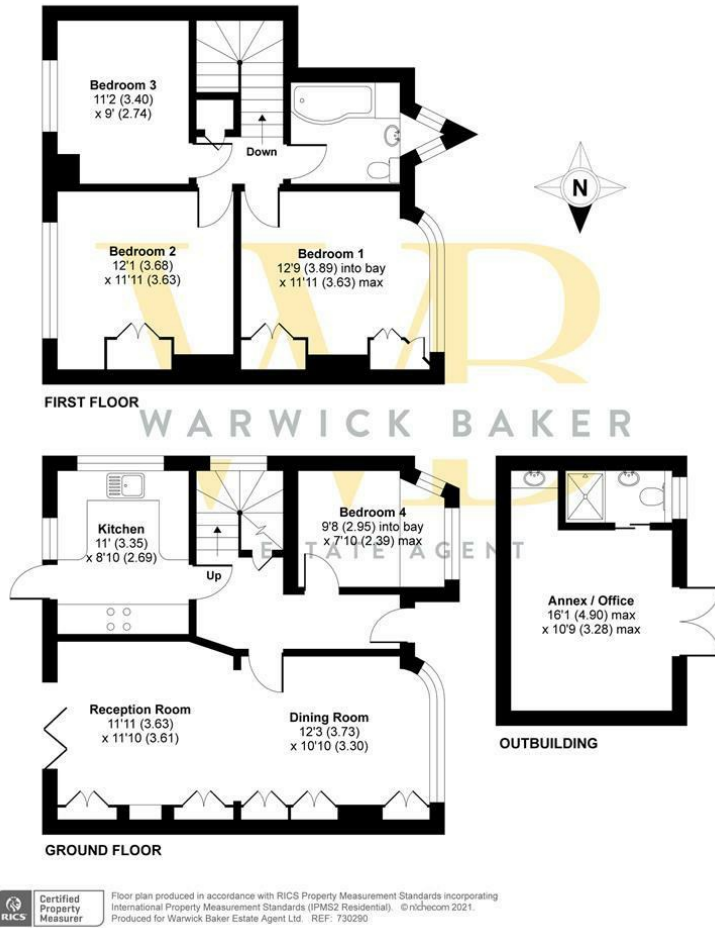 Bedroom 3
11'2 (3.40)
x 9' (2.74)
Down
N
Bedroom 2
12'1 (3.68)
x 11'11 (3.63)
Bedroom 1
12'9 (3.89) into bay
x 11'11 (3.63) max
FIRST FLOOR
WB
WARWICK BAKER
ESTATE AGENT
Kitchen
11' (3.35)
x 8'10 (2.69)
Up
Bedroom 4
9'8 (2.95) into bay
x 7'10 (2.39) max
Annex / Office
16'1 (4.90) max
x 10'9 (3.28) max
Reception Room
11'11 (3.63)
x 11'10 (3.61)
Dining Room
12'3 (3.73)
x 10'10 (3.30)
OUTBUILDING
GROUND FLOOR
RICS
Certified
Property
Measurer
Floor plan produced in accordance with RICS Property Measurement Standards incorporating
International Property Measurement Standards (IPMS2 Residential). © nichecom 2021.
Produced for Warwick Baker Estate Agent Ltd. REF: 730290